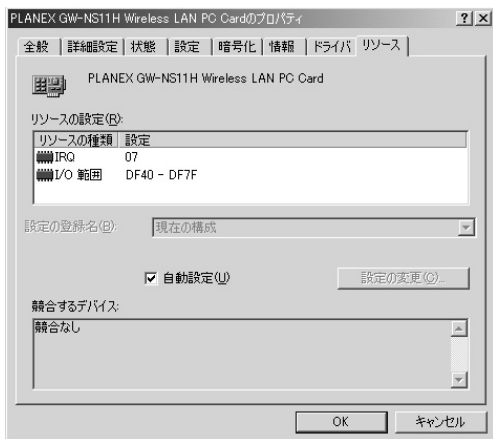 PLANEX GW-NS11H Wireless LAN PC Cardのプロパティ
全般 詳細設定 状態 設定 暗号化 情報 ドライバ リソース
PLANEX GW-NS11H Wireless LAN PC Card
リソースの設定(R):
リソースの種類 設定
IRQ 07
I/O 範囲 DF40 - DF7F
設定の登録名(B): 現在の構成
自動設定(U) 設定の変更(C)...
競合するデバイス:
競合なし
OK キャンセル